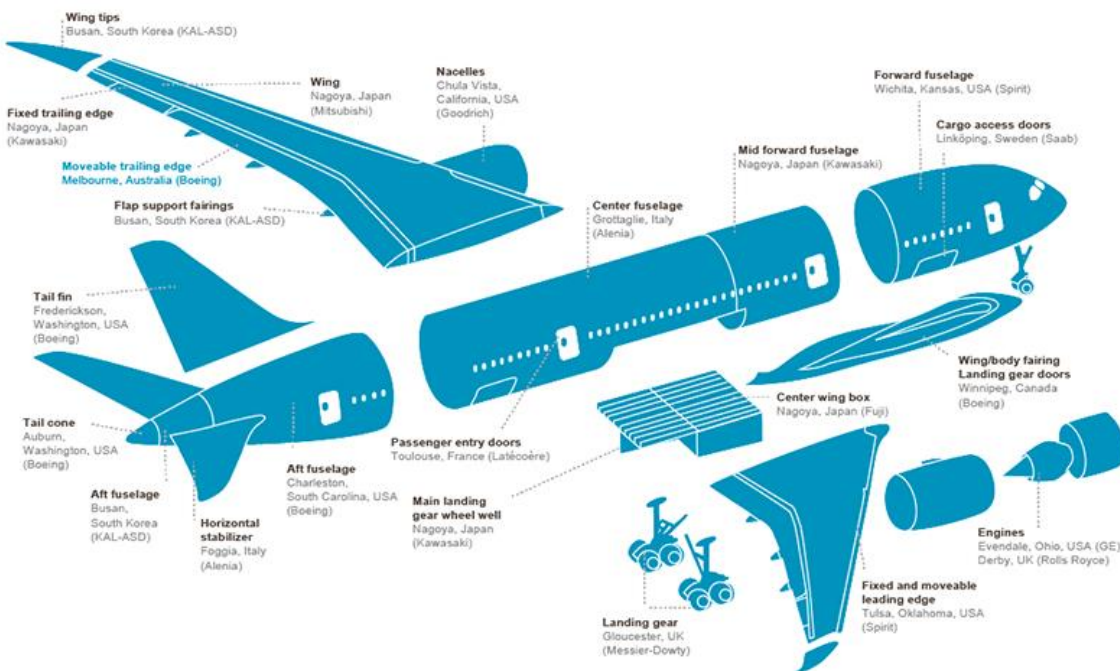 Wing tips
Busan, South Korea (KAL-ASD)
Wing
Nagoya, Japan
(Mitsubishi)
Nacelles
Chula Vista,
California, USA
(Goodrich)
Fixed trailing edge
Nagoya, Japan
(Kawasaki)
Moveable trailing edge
Melbourne, Australia (Boeing)
Flap support fairings
Busan, South Korea (KAL-ASD)
Forward fuselage
Wichita, Kansas, USA (Spirit)
Cargo access doors
Linköping, Sweden (Saab)
Mid forward fuselage
Nagoya, Japan (Kawasaki)
Center fuselage
Grottaglie, Italy
(Alenia)
Tail fin
Frederickson,
Washington, USA
(Boeing)
Wing/body fairing
Landing gear doors
Winnipeg, Canada
(Boeing)
Center wing box
Nagoya, Japan (Fuji)
Tail cone
Auburn,
Washington, USA
(Boeing)
Passenger entry doors
Toulouse, France (Latécoère)
Aft fuselage
Charleston,
South Carolina, USA
(Boeing)
Aft fuselage
Busan,
South Korea
(KAL-ASD)
Horizontal
stabilizer
Foggia, Italy
(Alenia)
Main landing
gear wheel well
Nagoya, Japan
(Kawasaki)
Engines
Evendale, Ohio, USA (GE)
Derby, UK (Rolls Royce)
Fixed and moveable
leading edge
Tulsa, Oklahoma, USA
(Spirit)
Landing gear
Gloucester, UK
(Messier-Dowty)